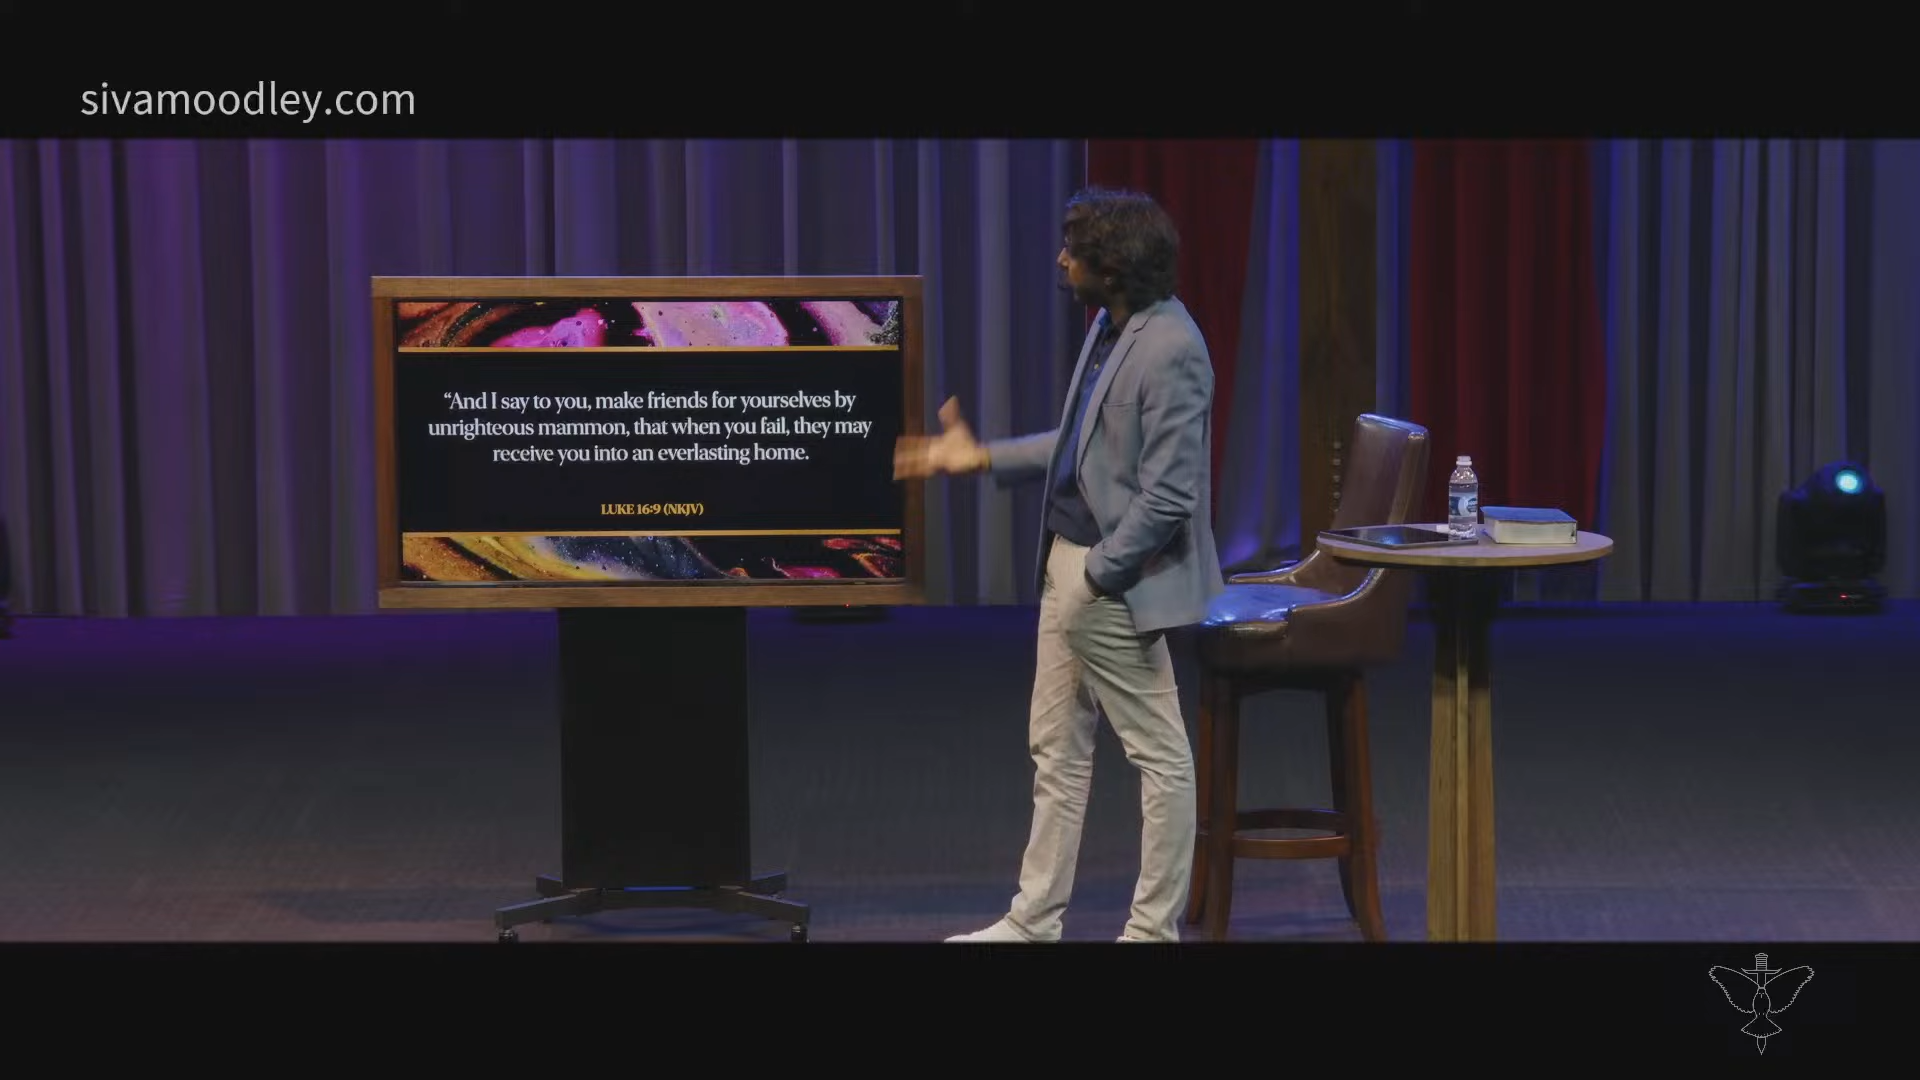 sivamoodley.com
“And I say to you, make friends for yourselves by
unrighteous mammon, that when you fail, they may
receive you into an everlasting home.
LUKE 16:9 (NKJV)